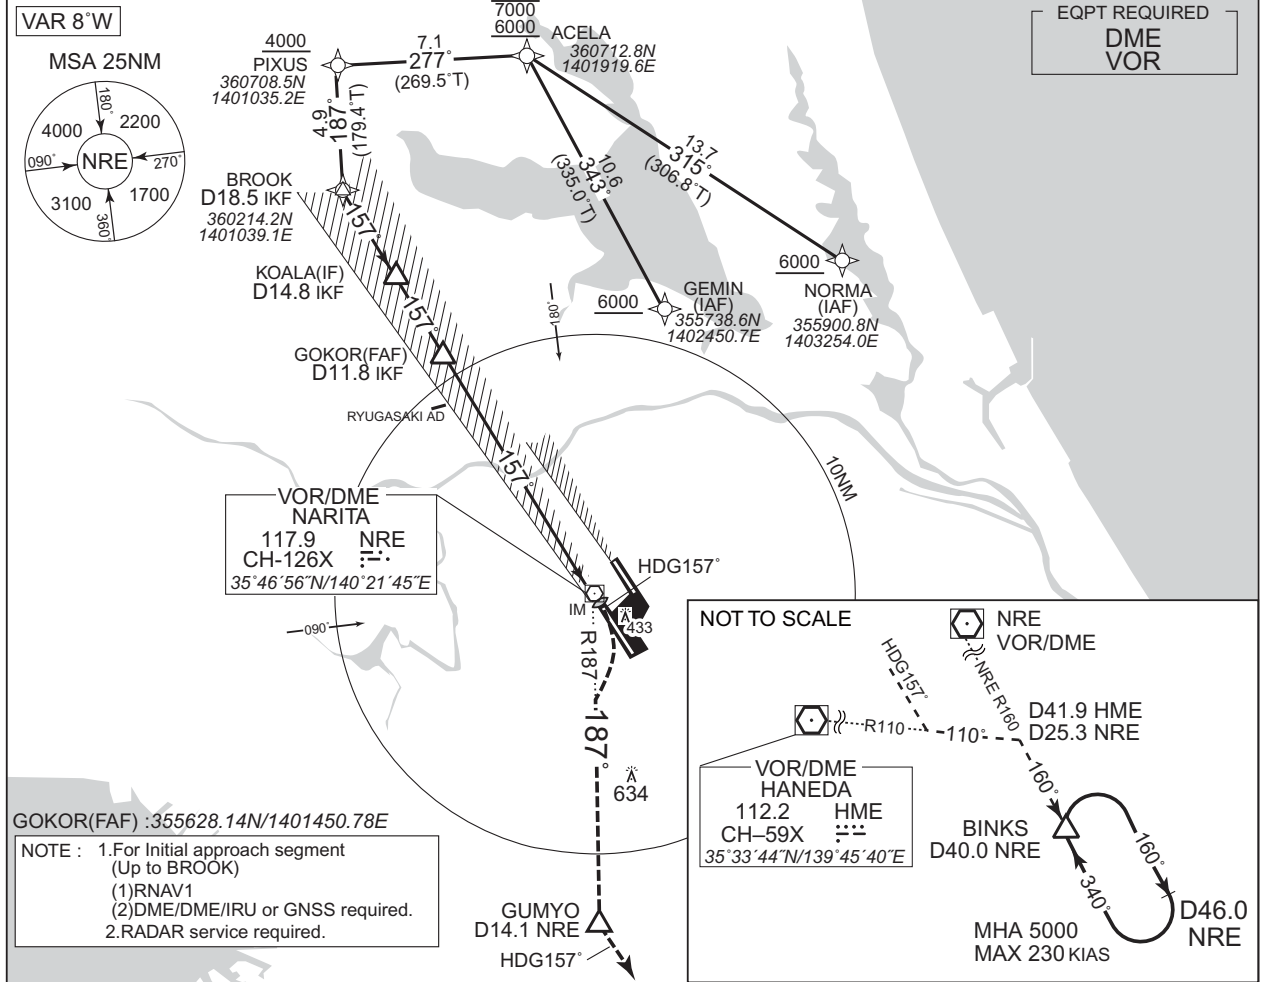 VAR 8°W
MSA 25NM
180°
4000
2200
090°
NRE
270°
3100
1700
360°
4000
PIXUS
360708.5N
1401035.2E
7.1
277°
(269.5°T)
7000
6000
ACELA
360712.8N
1401919.6E
EQPT REQUIRED
DME
VOR
4.9
187°
(179.4°T)
BROOK
D18.5 IKF
360214.2N
1401039.1E
157°
KOALA(IF)
D14.8 IKF
157°
GOKOR(FAF)
D11.8 IKF
RYUGASAKI AD
157°
10.6
343°
(335.0°T)
13.7
315°
(306.8°T)
6000
GEMIN
(IAF)
355738.6N
1402450.7E
6000
NORMA
(IAF)
355900.8N
1403254.0E
180°
10NM
VOR/DME
NARITA
117.9 NRE
CH-126X
35°46´56˝N/140°21´45˝E
HDG157°
IM
433
090°
R187
187°
634
GUMYO
D14.1 NRE
HDG157°
GOKOR(FAF) :355628.14N/1401450.78E
NOTE : 1.For Initial approach segment
(Up to BROOK)
(1)RNAV1
(2)DME/DME/IRU or GNSS required.
2.RADAR service required.
NOT TO SCALE
NRE
VOR/DME
HDG157°
NRE R160
D41.9 HME
D25.3 NRE
R110
110°
VOR/DME
HANEDA
112.2 HME
CH–59X
35°33´44˝N/139°45´40˝E
160°
BINKS
D40.0 NRE
160°
340°
D46.0
NRE
MHA 5000
MAX 230 KIAS